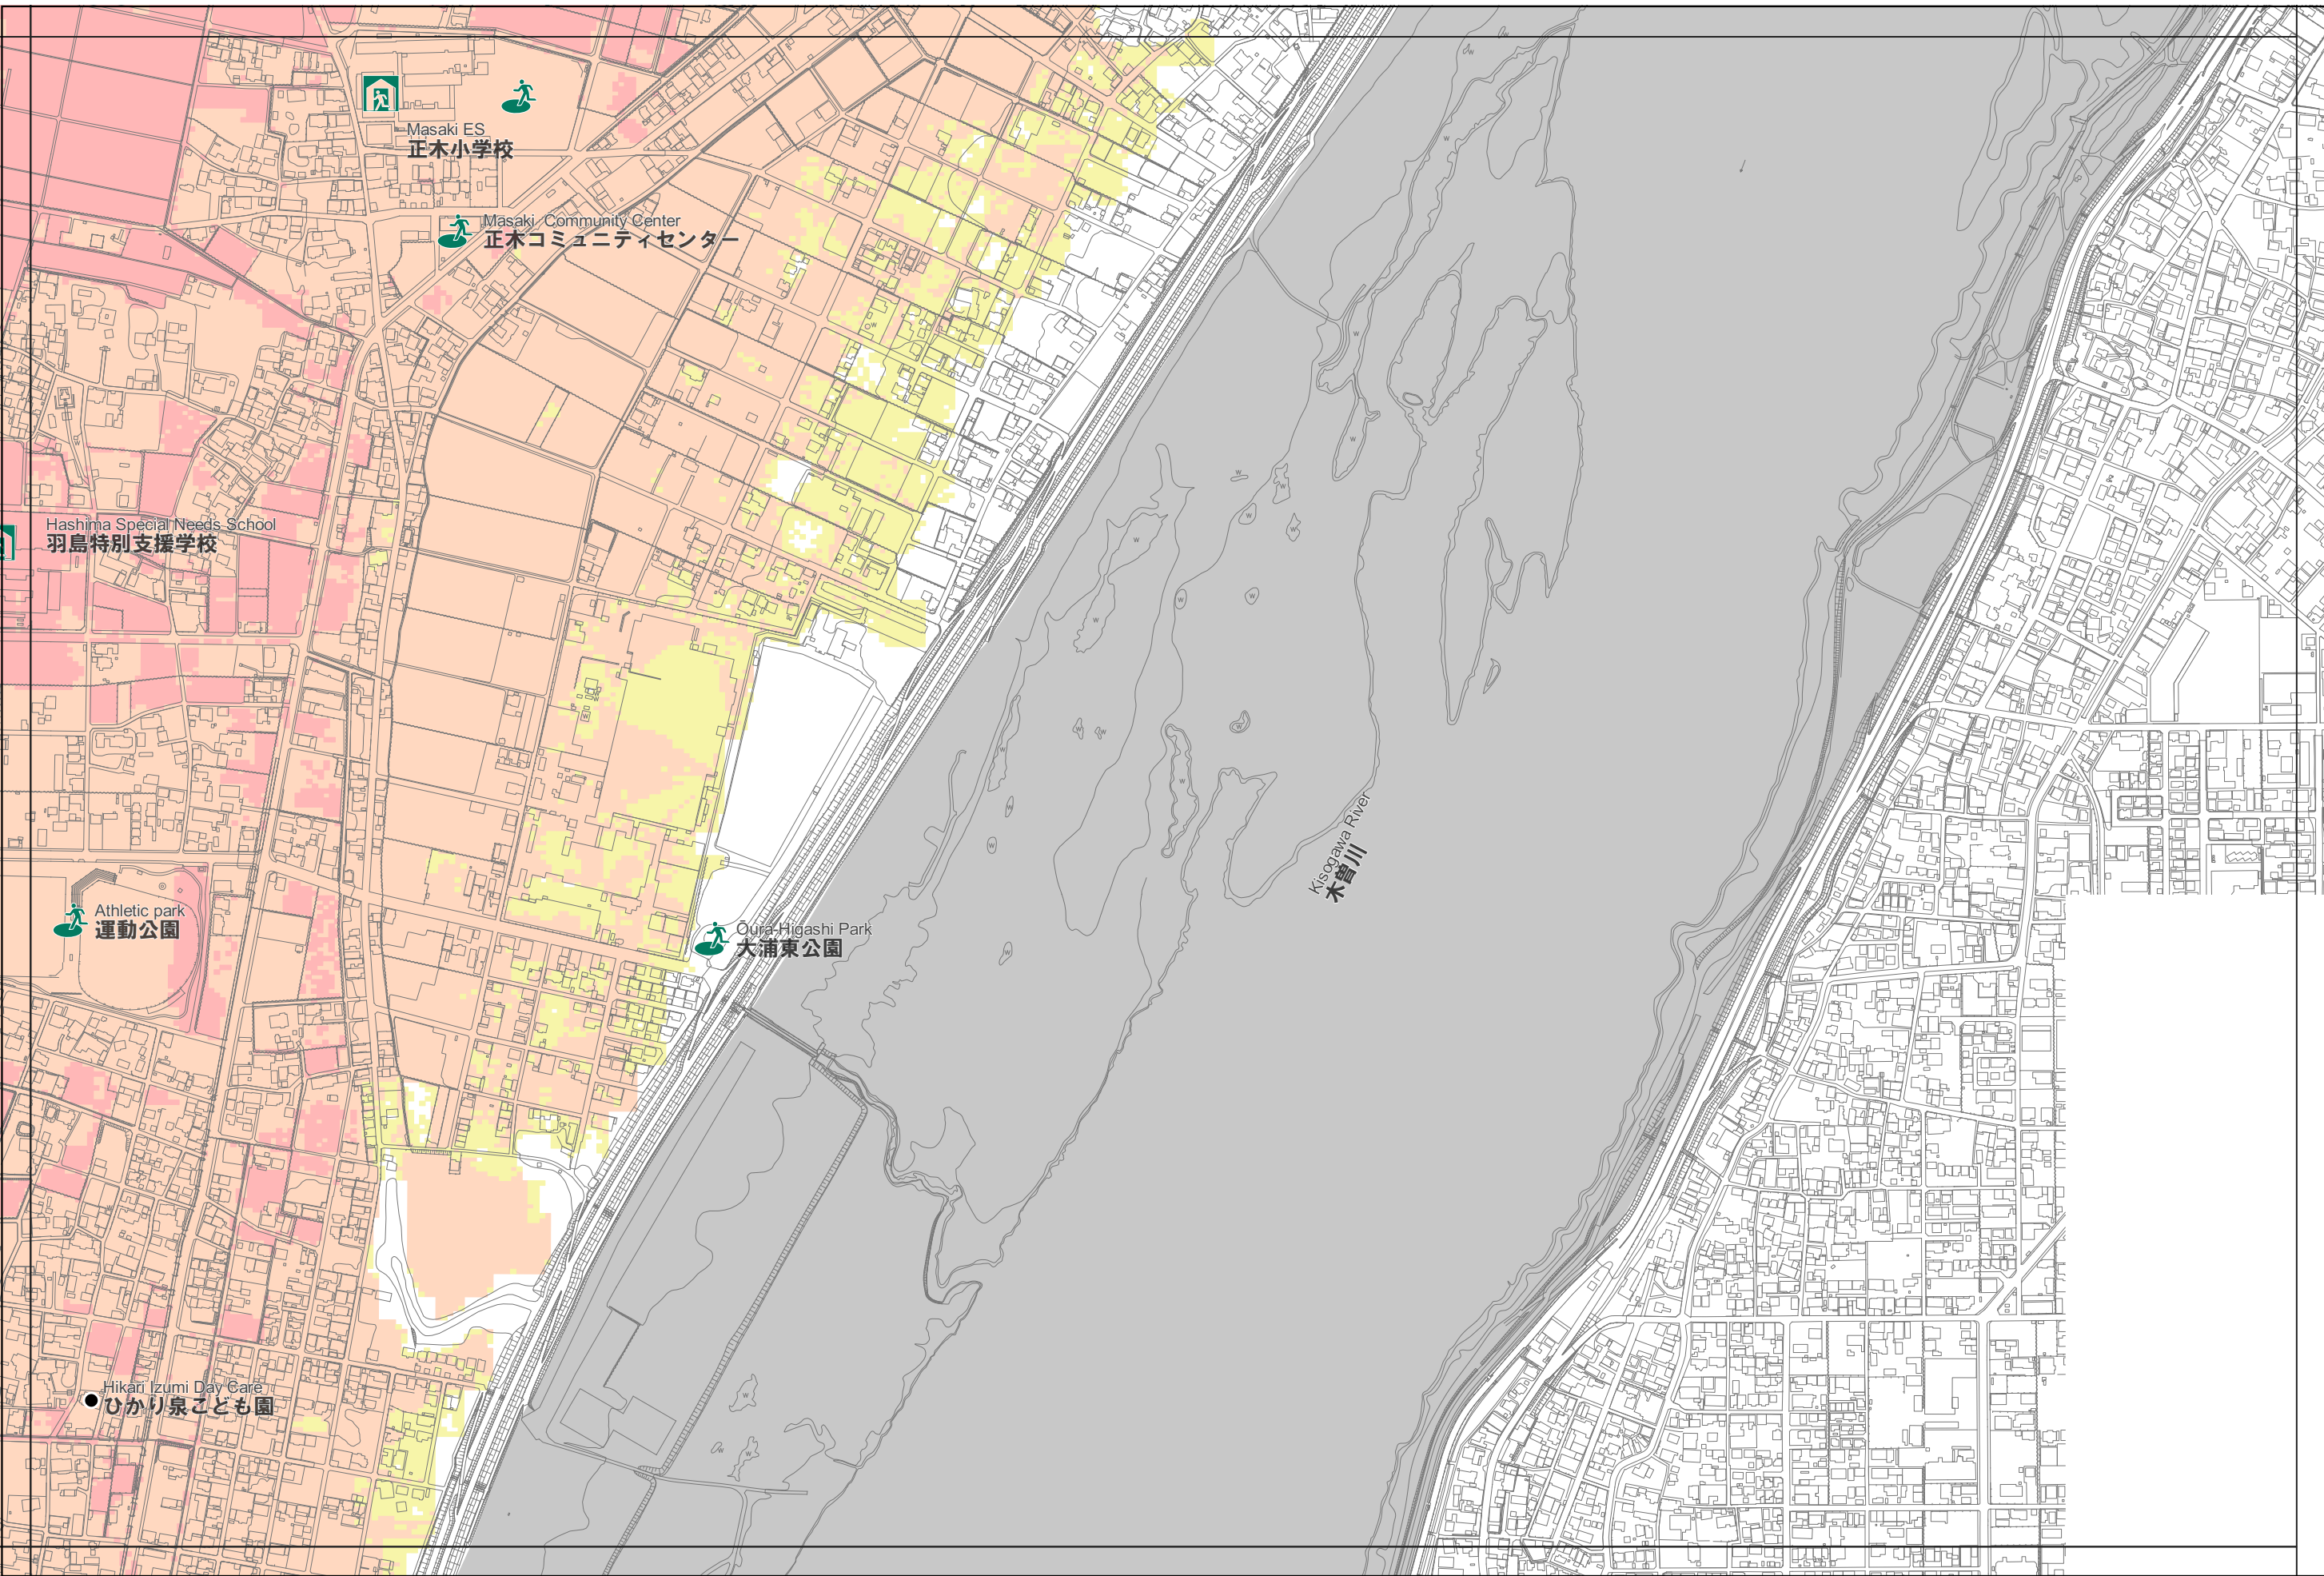 Masaki ES
正木小学校
Masaki Community Center
正木コミュニティセンター
Hashima Special Needs School
羽島特別支援学校
Kisogawa River
木曽川
Athletic park
運動公園
Ōura-Higashi Park
大浦東公園
Hikari Izumi Day Care
ひかり泉こども園